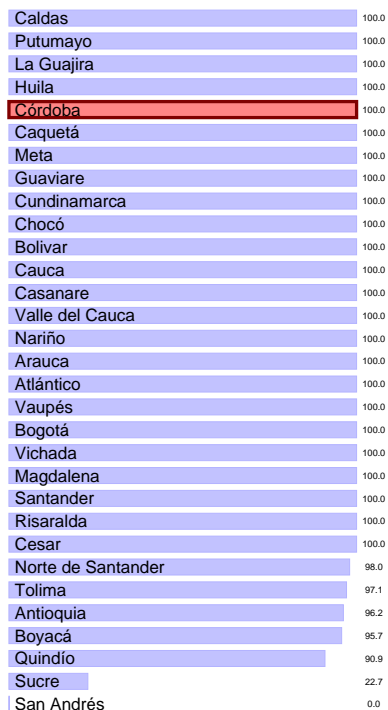 Caldas 100.0
Putumayo 100.0
La Guajira 100.0
Huila 100.0
Córdoba 100.0
Caquetá 100.0
Meta 100.0
Guaviare 100.0
Cundinamarca 100.0
Chocó 100.0
Bolivar 100.0
Cauca 100.0
Casanare 100.0
Valle del Cauca 100.0
Nariño 100.0
Arauca 100.0
Atlántico 100.0
Vaupés 100.0
Bogotá 100.0
Vichada 100.0
Magdalena 100.0
Santander 100.0
Risaralda 100.0
Cesar 100.0
Norte de Santander 98.0
Tolima 97.1
Antioquia 96.2
Boyacá 95.7
Quindío 90.9
Sucre 22.7
San Andrés 0.0